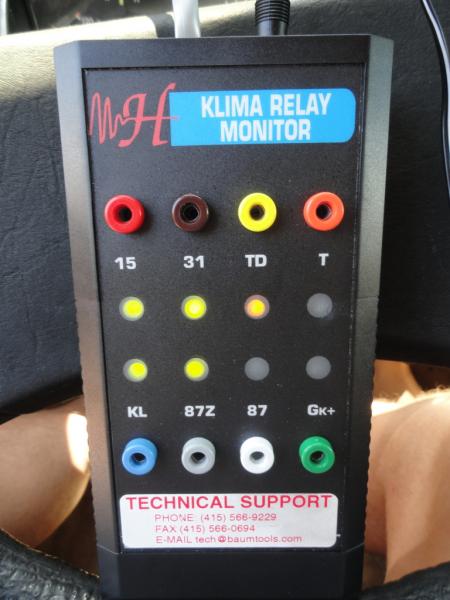 H
KLIMA RELAY
MONITOR
15 31 TD T
KL 87Z 87 GK+
TECHNICAL SUPPORT
PHONE (415) 566-9229
FAX (415) 566-0694
E-MAIL tech@baumtools.com